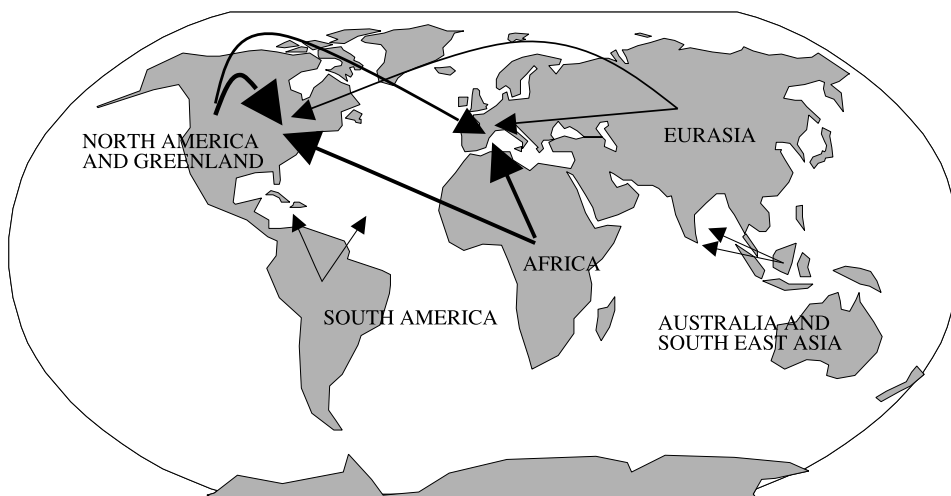 NORTH AMERICA
AND GREENLAND
EURASIA
AFRICA
SOUTH AMERICA
AUSTRALIA AND
SOUTH EAST ASIA